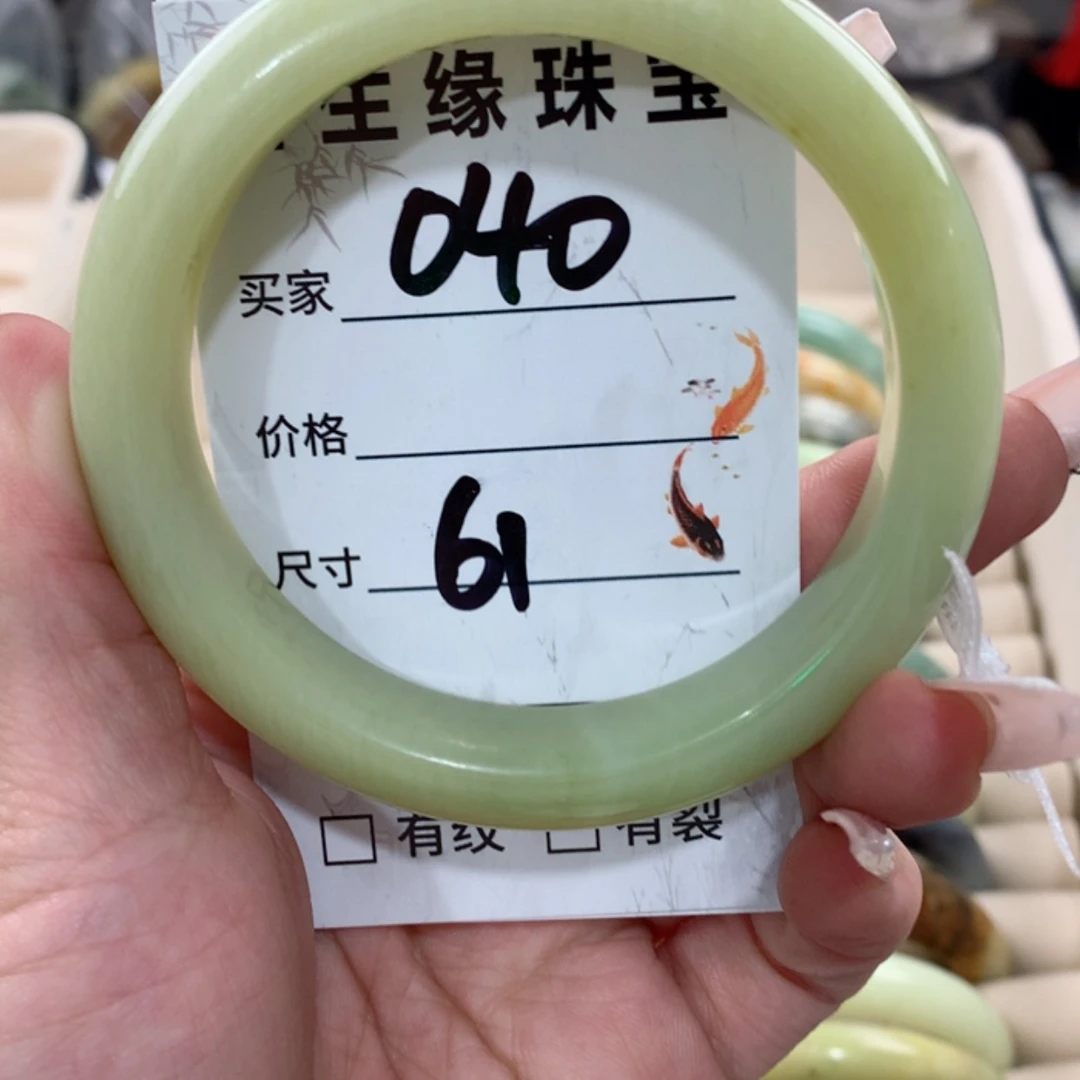 生缘珠宝
买家 040
价格
尺寸 61
有纹 有裂